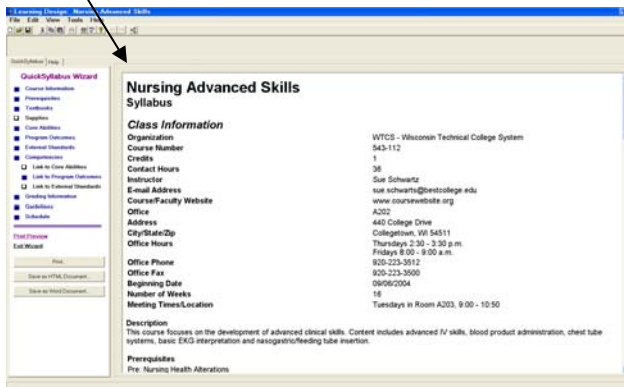 Learning Design: Nursing Advanced Skills
File Edit View Tools Help
QuickSyllabus Help
QuickSyllabus Wizard
Course Information
Prerequisites
Textbooks
Supplies
Core Abilities
Program Outcomes
External Standards
Competencies
Link to Core Abilities
Link to Program Outcomes
Link to External Standards
Grading Information
Guidelines
Schedule
Print Preview
Exit Wizard
Print...
Save as HTML Document...
Save as Word Document...
Nursing Advanced Skills
Syllabus
Class Information
Organization WTCS - Wisconsin Technical College System
Course Number 543-112
Credits 1
Contact Hours 36
Instructor Sue Schwartz
E-mail Address sue.schwarts@bestcollege.edu
Course/Faculty Website www.coursewebsite.org
Office A202
Address 440 College Drive
City/State/Zip Collegetown, WI 54511
Office Hours Thursdays 2:30 - 3:30 p.m.
Fridays 8:00 - 9:00 a.m.
Office Phone 920-223-3512
Office Fax 920-223-3500
Beginning Date 09/06/2004
Number of Weeks 16
Meeting Times/Location Tuesdays in Room A203, 9:00 - 10:50
Description
This course focuses on the development of advanced clinical skills. Content includes advanced IV skills, blood product administration, chest tube
systems, basic EKG interpretation and nasogastric/feeding tube insertion.
Prerequisites
Pre: Nursing Health Alterations